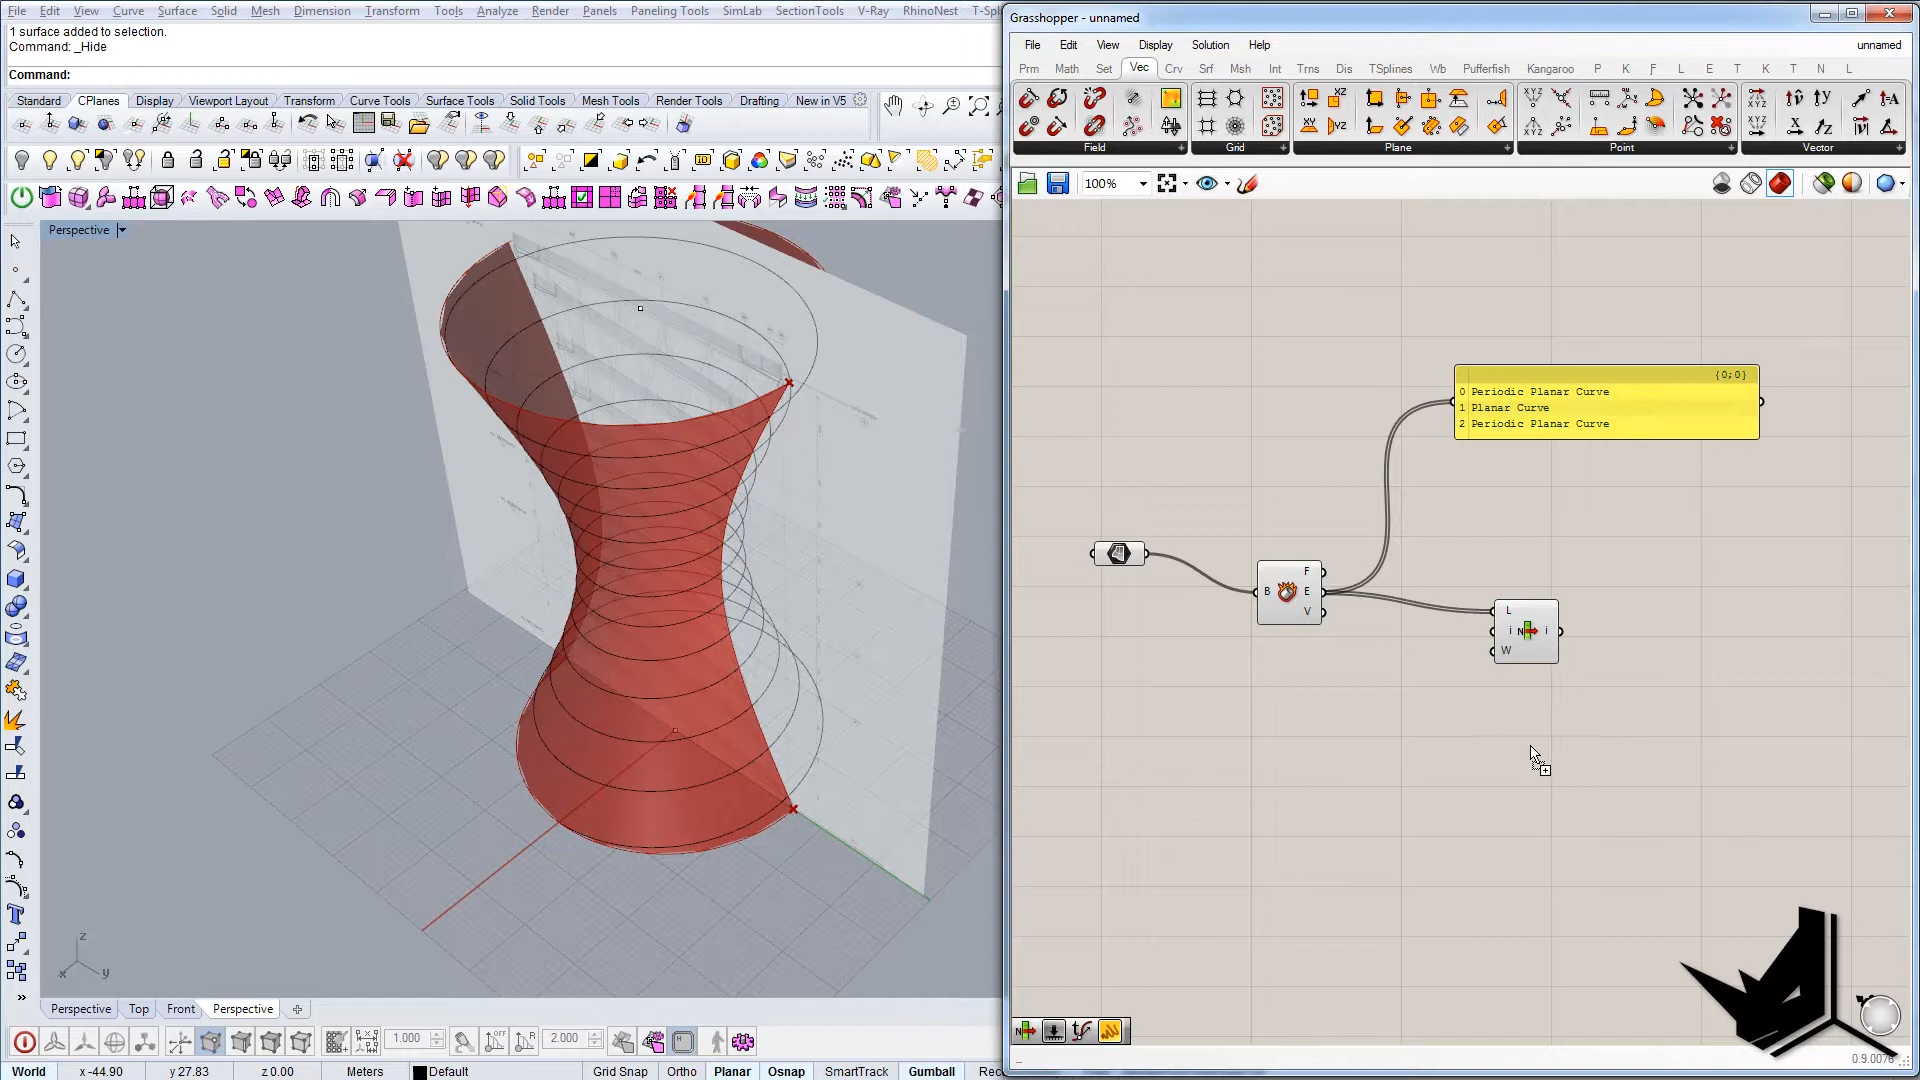 File Edit View Curve Surface Solid Mesh Dimension Transform Tools Analyze Render Panels Paneling Tools SimLab SectionTools V-Ray RhinoNest T-Spli
1 surface added to selection.
Command: _Hide
Command:
Standard CPlanes Display Viewport Layout Transform Curve Tools Surface Tools Solid Tools Mesh Tools Render Tools Drafting New in V5
Perspective
z
x y
Perspective Top Front Perspective
1.000 2.000
World x -44.90 y 27.83 z 0.00 Meters Default Grid Snap Ortho Planar Osnap SmartTrack Gumball Rec
Grasshopper - unnamed
File Edit View Display Solution Help unnamed
Prm Math Set Vec Crv Srf Msh Int Trns Dis TSplines Wb Pufferfish Kangaroo P K F L E T K T N L
Field Grid Plane Point Vector
100%
{0;0}
0 Periodic Planar Curve
1 Planar Curve
2 Periodic Planar Curve
B F E V
L i W N i
0.9.0076